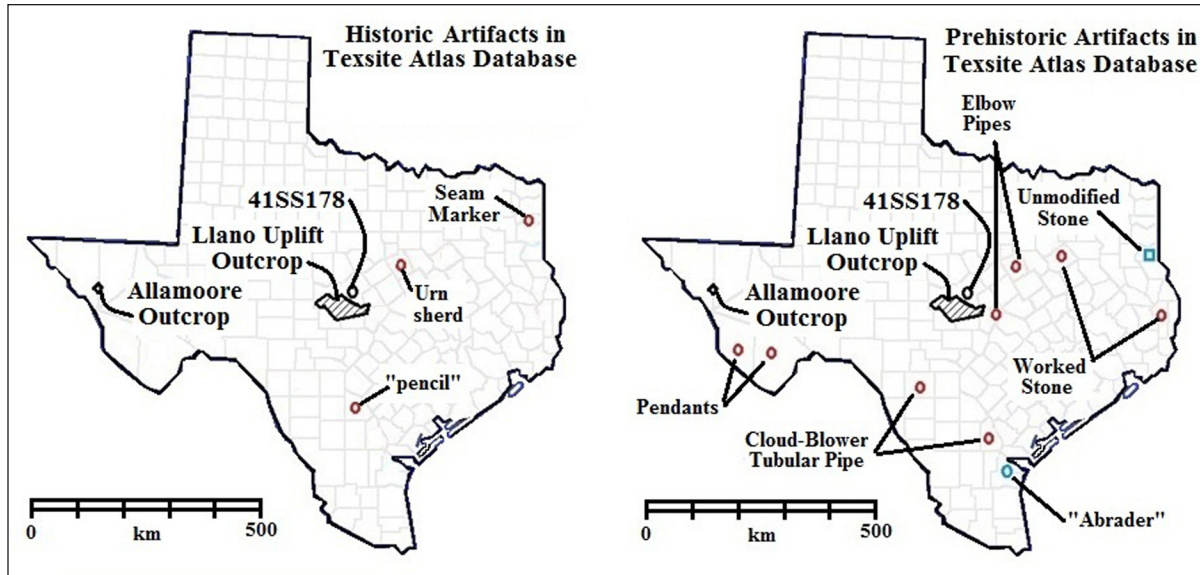 Historic Artifacts in
Texsite Atlas Database
41SS178
Llano Uplift
Outcrop
Seam
Marker
Allamoore
Outcrop
Urn
sherd
"pencil"
0
km
500
Prehistoric Artifacts in
Texsite Atlas Database
Elbow
Pipes
41SS178
Unmodified
Stone
Llano Uplift
Outcrop
Allamoore
Outcrop
Worked
Stone
Pendants
Cloud-Blower
Tubular Pipe
"Abrader"
0
km
500